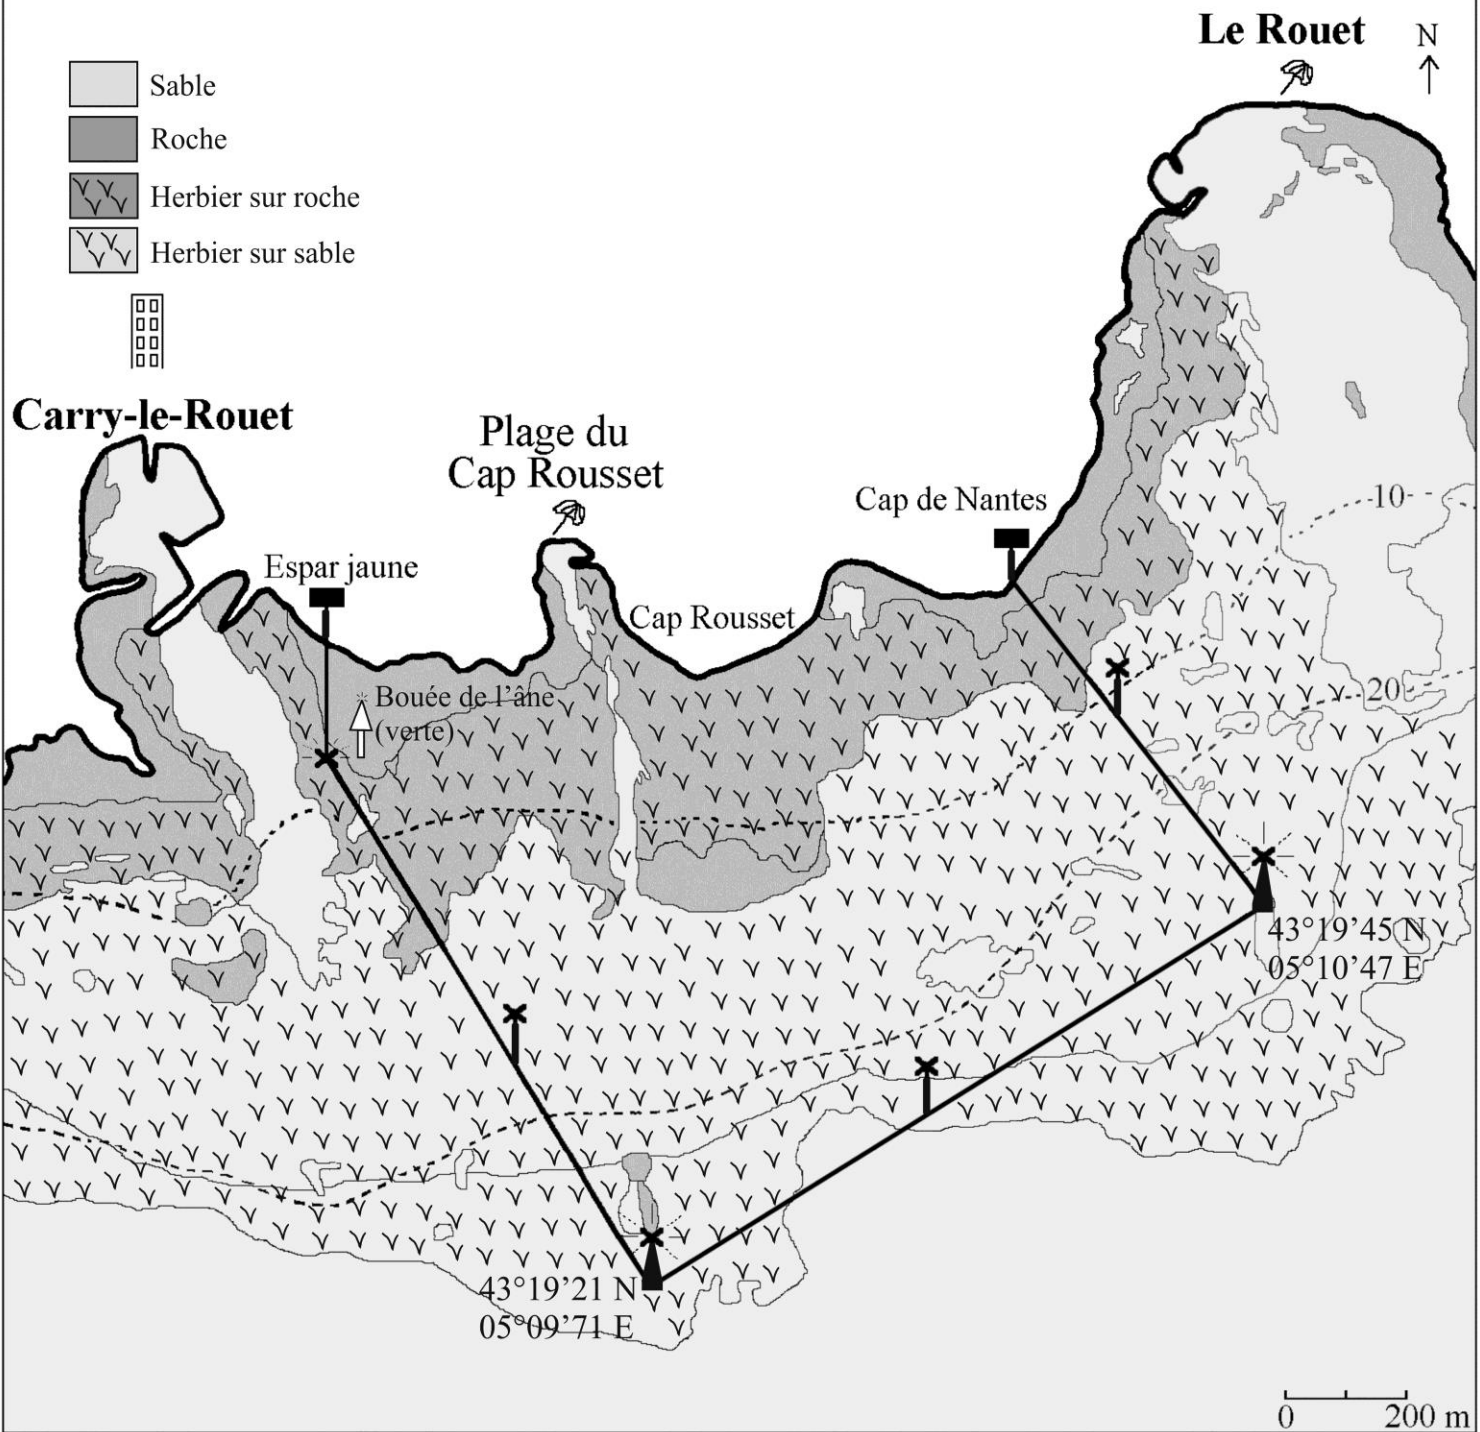 Le Rouet
N
Sable
Roche
Herbier sur roche
Herbier sur sable
Carry-le-Rouet
Plage du
Cap Rousset
Cap de Nantes
-10-
Espar jaune
Cap Rousset
Bouée de l'âne
(verte)
-20-
43°19'45 N
05°10'47 E
43°19'21 N
05°09'71 E
0 200 m